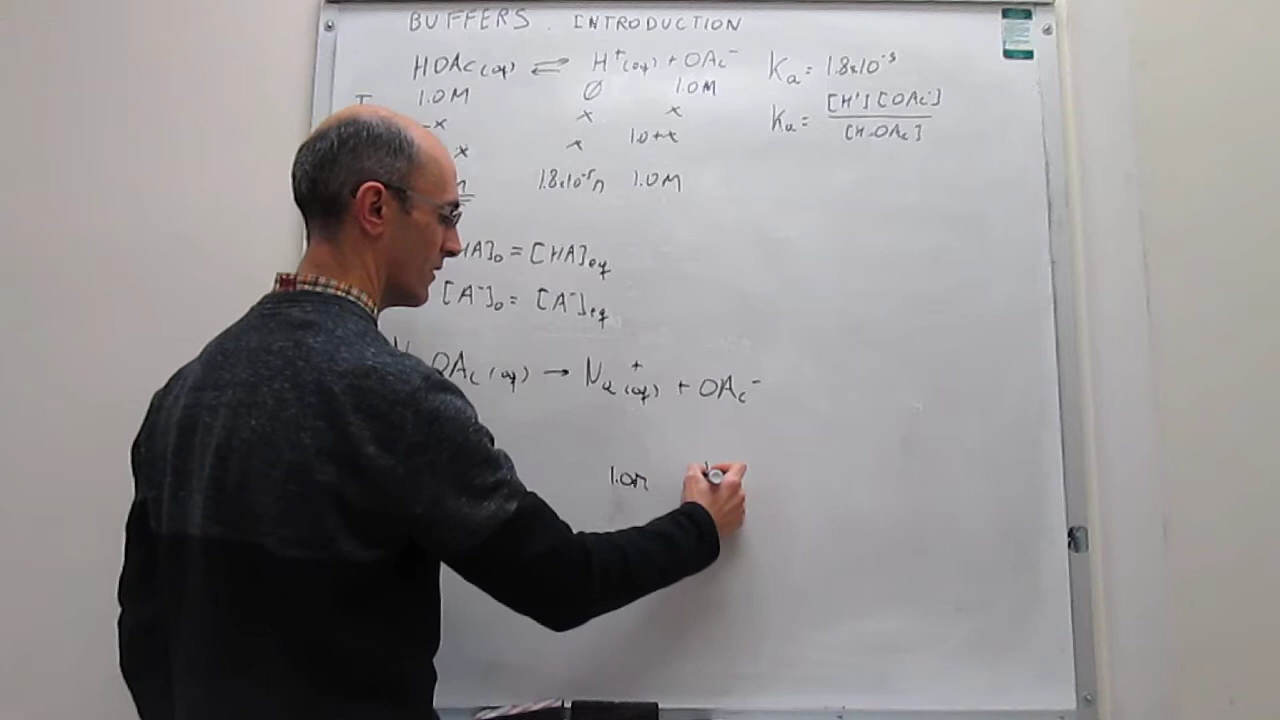 BUFFERS. INTRODUCTION
HOAc(aq) ⇌ H⁺(aq) + OAc⁻ Ka = 1.8x10⁻⁵
I 1.0M ∅ 1.0M
Ka = [H⁺][OAc⁻] / [HOAc]
-x x x
x x 1.0+x
1.8x10⁻⁵M 1.0M
HA]₀ = [HA]eq
[A⁻]₀ = [A⁻]eq
NaOAc(aq) → Na⁺(aq) + OAc⁻
1.0M